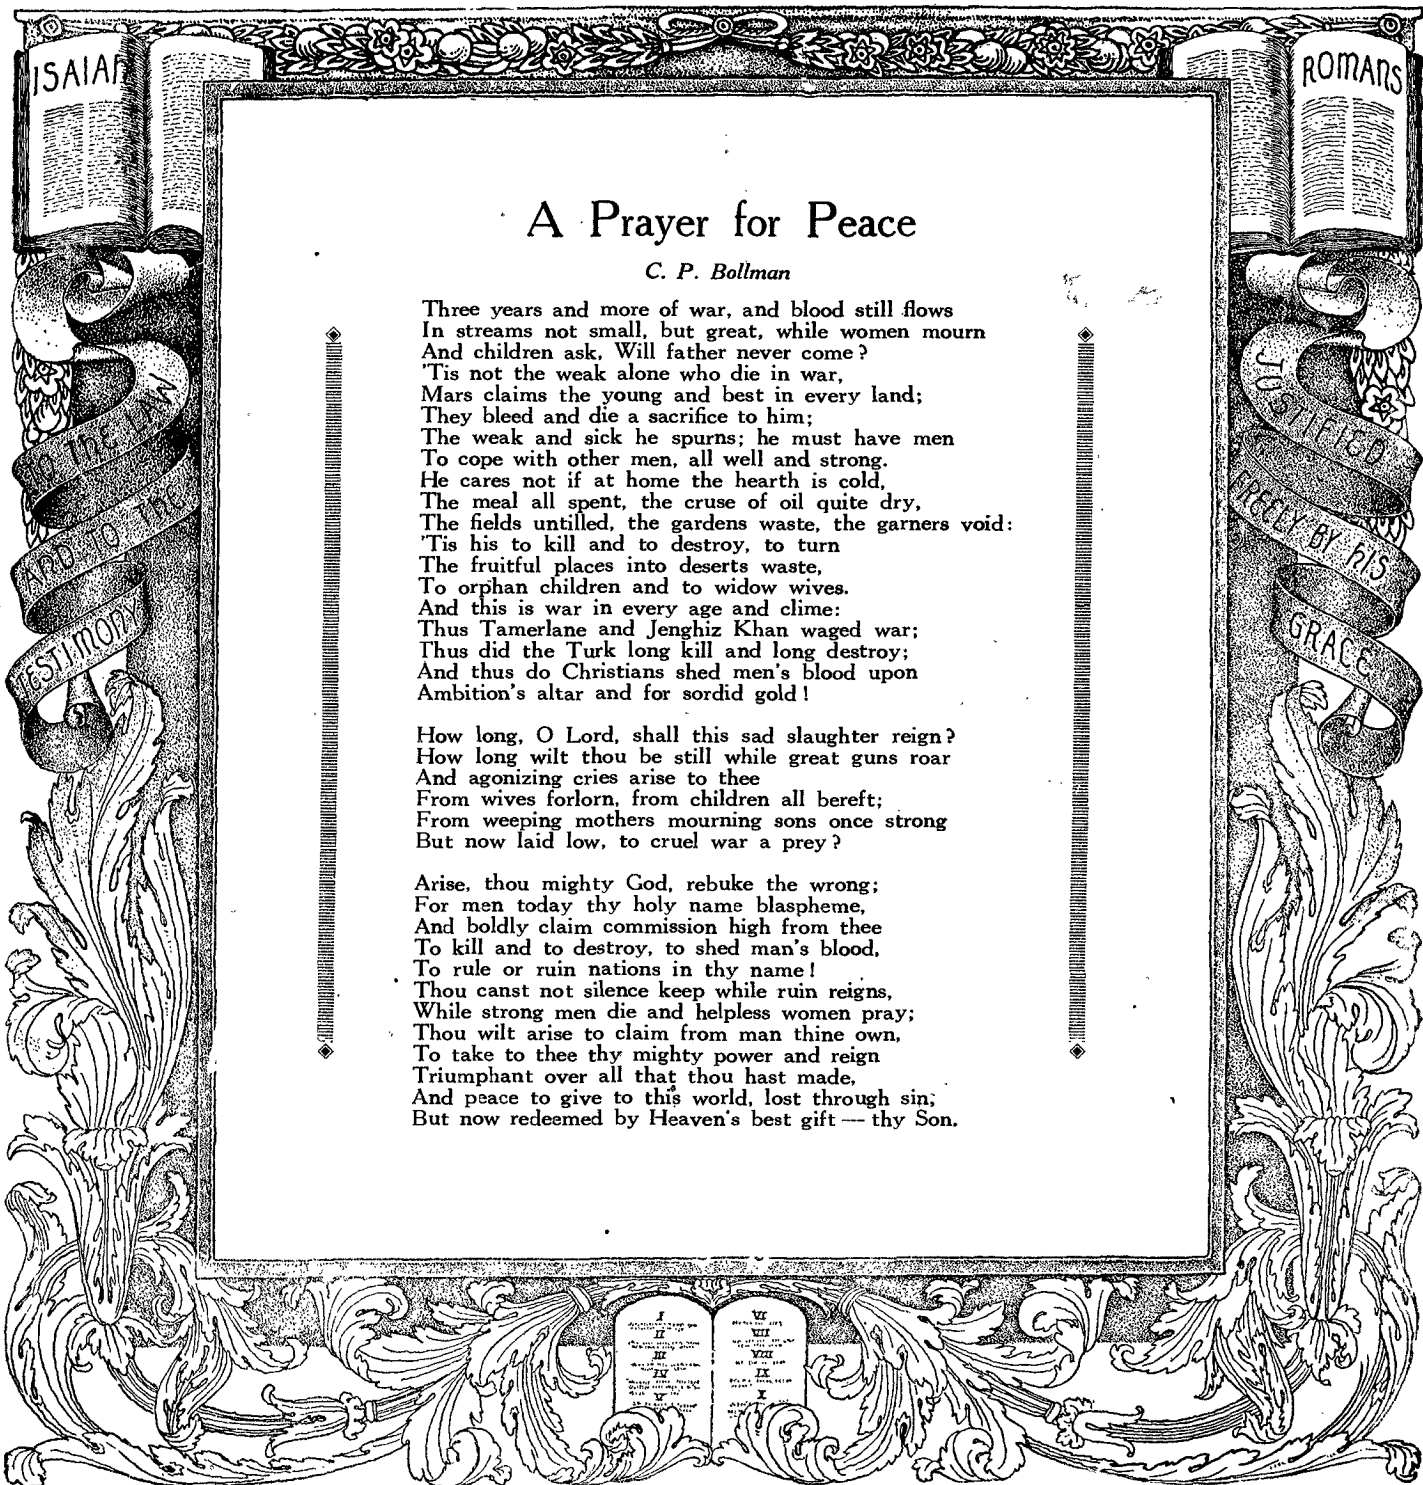 ISAIAH
ROMANS
A Prayer for Peace
C. P. Bollman
Three years and more of war, and blood still flows
In streams not small, but great, while women mourn
And children ask, Will father never come?
'Tis not the weak alone who die in war,
Mars claims the young and best in every land;
They bleed and die a sacrifice to him;
The weak and sick he spurns; he must have men
To cope with other men, all well and strong.
He cares not if at home the hearth is cold,
The meal all spent, the cruse of oil quite dry,
The fields untilled, the gardens waste, the garners void:
'Tis his to kill and to destroy, to turn
The fruitful places into deserts waste,
To orphan children and to widow wives.
And this is war in every age and clime:
Thus Tamerlane and Jenghiz Khan waged war;
Thus did the Turk long kill and long destroy;
And thus do Christians shed men's blood upon
Ambition's altar and for sordid gold!
How long, O Lord, shall this sad slaughter reign?
How long wilt thou be still while great guns roar
And agonizing cries arise to thee
From wives forlorn, from children all bereft;
From weeping mothers mourning sons once strong
But now laid low, to cruel war a prey?
Arise, thou mighty God, rebuke the wrong;
For men today thy holy name blaspheme,
And boldly claim commission high from thee
To kill and to destroy, to shed man's blood,
To rule or ruin nations in thy name!
Thou canst not silence keep while ruin reigns,
While strong men die and helpless women pray;
Thou wilt arise to claim from man thine own,
To take to thee thy mighty power and reign
Triumphant over all that thou hast made,
And peace to give to this world, lost through sin,
But now redeemed by Heaven's best gift — thy Son.
TO THE LAW
AND TO THE
TESTIMONY
JUSTIFIED
FREELY BY HIS
GRACE
I
II
III
IV
V
VI
VII
VIII
IX
X